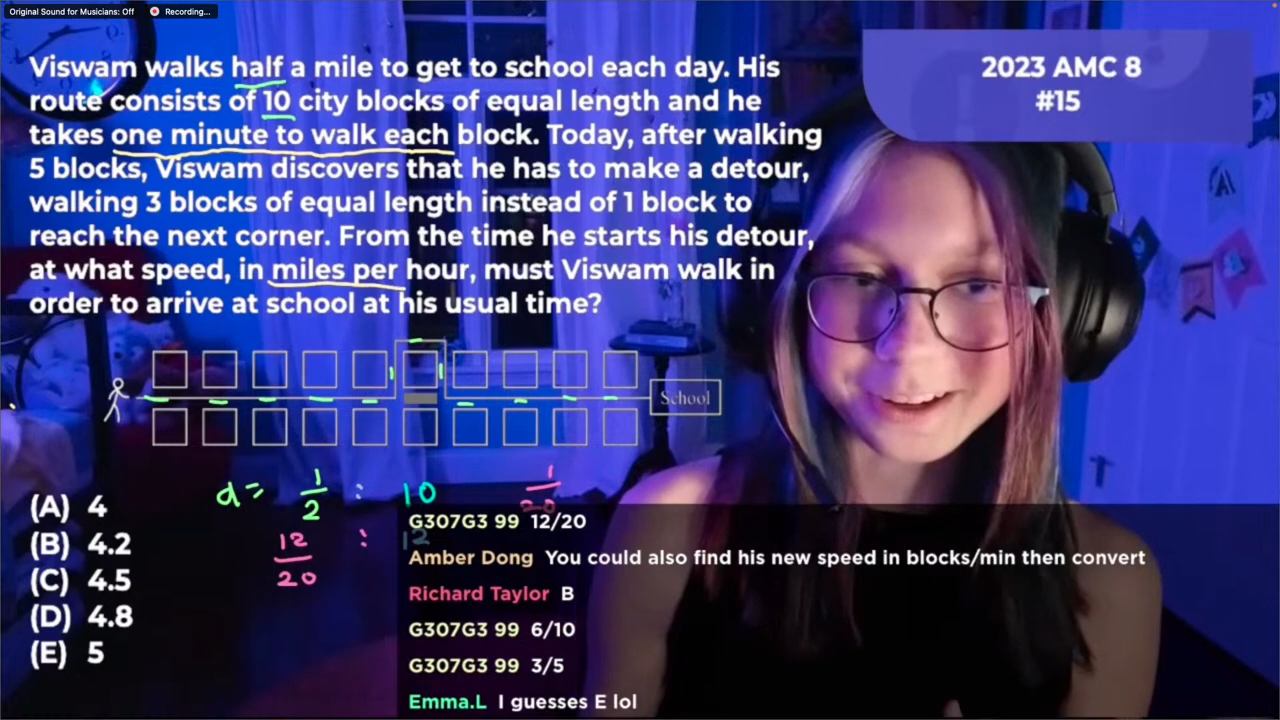 Original Sound for Musicians: Off
Recording...
Viswam walks half a mile to get to school each day. His
route consists of 10 city blocks of equal length and he
takes one minute to walk each block. Today, after walking
5 blocks, Viswam discovers that he has to make a detour,
walking 3 blocks of equal length instead of 1 block to
reach the next corner. From the time he starts his detour,
at what speed, in miles per hour, must Viswam walk in
order to arrive at school at his usual time?
2023 AMC 8
#15
School
d= 1/2 : 10
1/20
12/20 : 12
(A) 4
(B) 4.2
(C) 4.5
(D) 4.8
(E) 5
G307G3 99 12/20
Amber Dong You could also find his new speed in blocks/min then convert
Richard Taylor B
G307G3 99 6/10
G307G3 99 3/5
Emma.L I guesses E lol